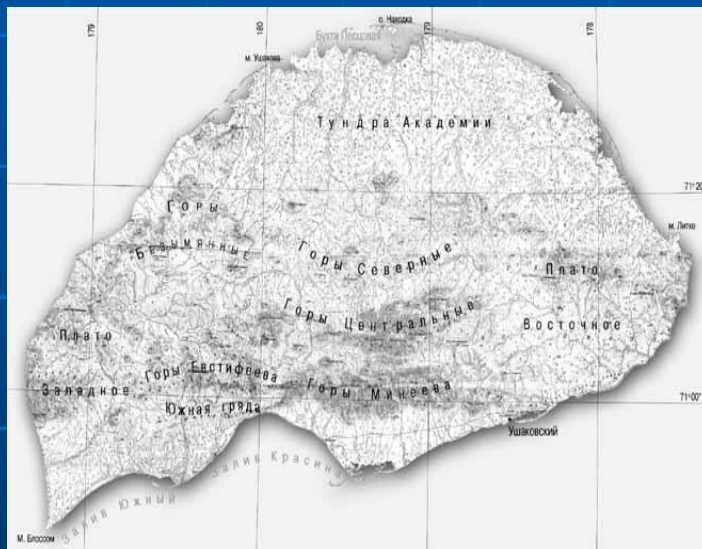 179
180
179
178
о. Находка
Бухта Песцовая
м. Ушакова
Тундра Академии
71°20'
Горы
Безымянные
м. Литке
Горы Северные
Плато
Восточное
Горы Центральные
Плато
Западное
Горы Евстифеева
Горы Минеева
71°00'
Южная гряда
Ушаковский
Залив Красин
Залив Южный
М. Блоссом